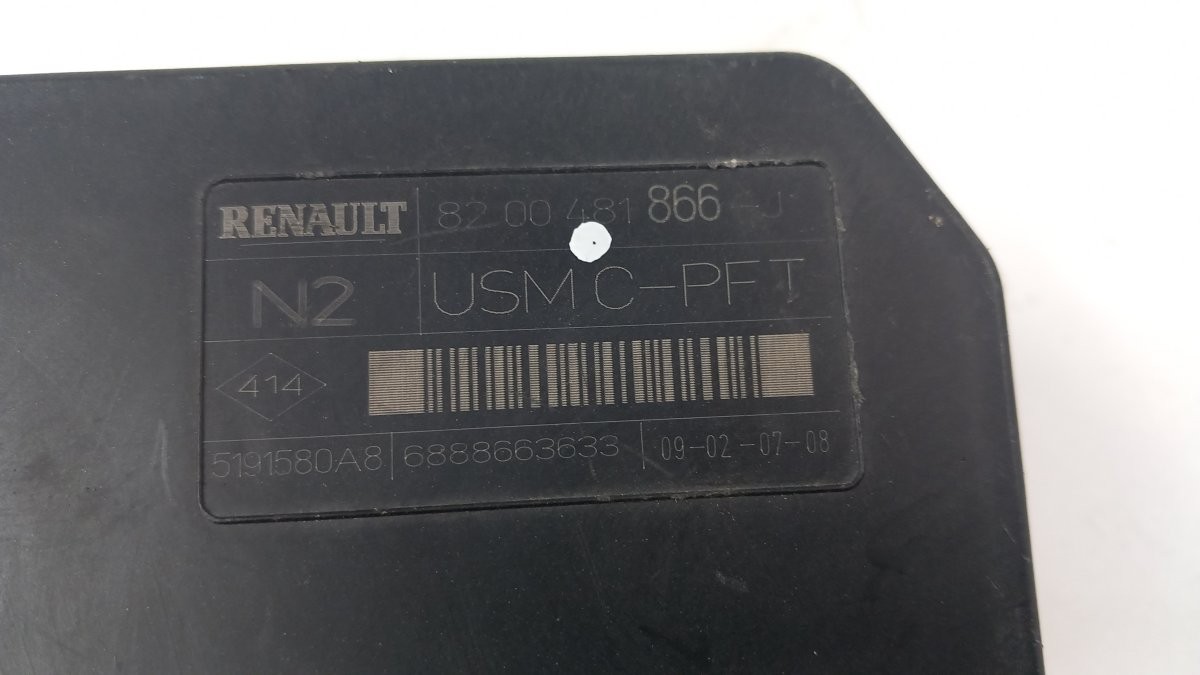 RENAULT 82 00 481 866 -J
N2 USM C-PFT
414
5191580A8 6888663633 09-02-07-08